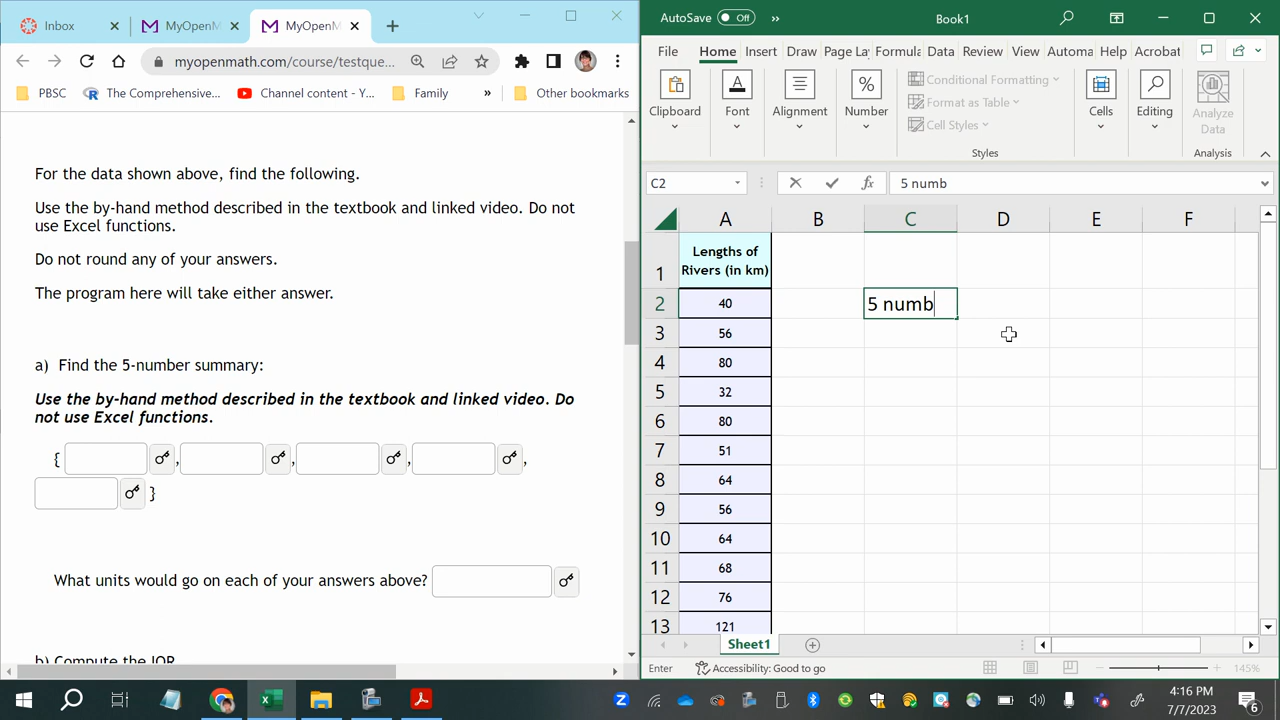 Inbox
MyOpenM
MyOpenM
myopenmath.com/course/testque...
PBSC
The Comprehensive...
Channel content - Y...
Family
»
Other bookmarks
For the data shown above, find the following.
Use the by-hand method described in the textbook and linked video. Do not
use Excel functions.
Do not round any of your answers.
The program here will take either answer.
a) Find the 5-number summary:
Use the by-hand method described in the textbook and linked video. Do
not use Excel functions.
{ , , , ,
}
What units would go on each of your answers above?
b) Compute the IQR
AutoSave Off »
Book1
File Home Insert Draw Page La Formula Data Review View Automa Help Acrobat
Clipboard
Font
Alignment
%
Number
Conditional Formatting
Format as Table
Cell Styles
Styles
Cells
Editing
Analyze
Data
Analysis
C2
fx
5 numb
A B C D E F
1 Lengths of
Rivers (in km)
2 40 5 numb
3 56
4 80
5 32
6 80
7 51
8 64
9 56
10 64
11 68
12 76
13 121
Sheet1
Enter
Accessibility: Good to go
145%
4:16 PM
7/7/2023
6